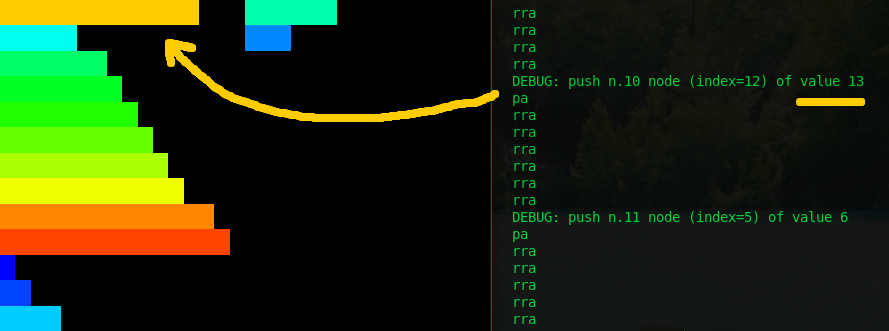 rra
rra
rra
rra
DEBUG: push n.10 node (index=12) of value 13
pa
rra
rra
rra
rra
rra
rra
DEBUG: push n.11 node (index=5) of value 6
pa
rra
rra
rra
rra
rra